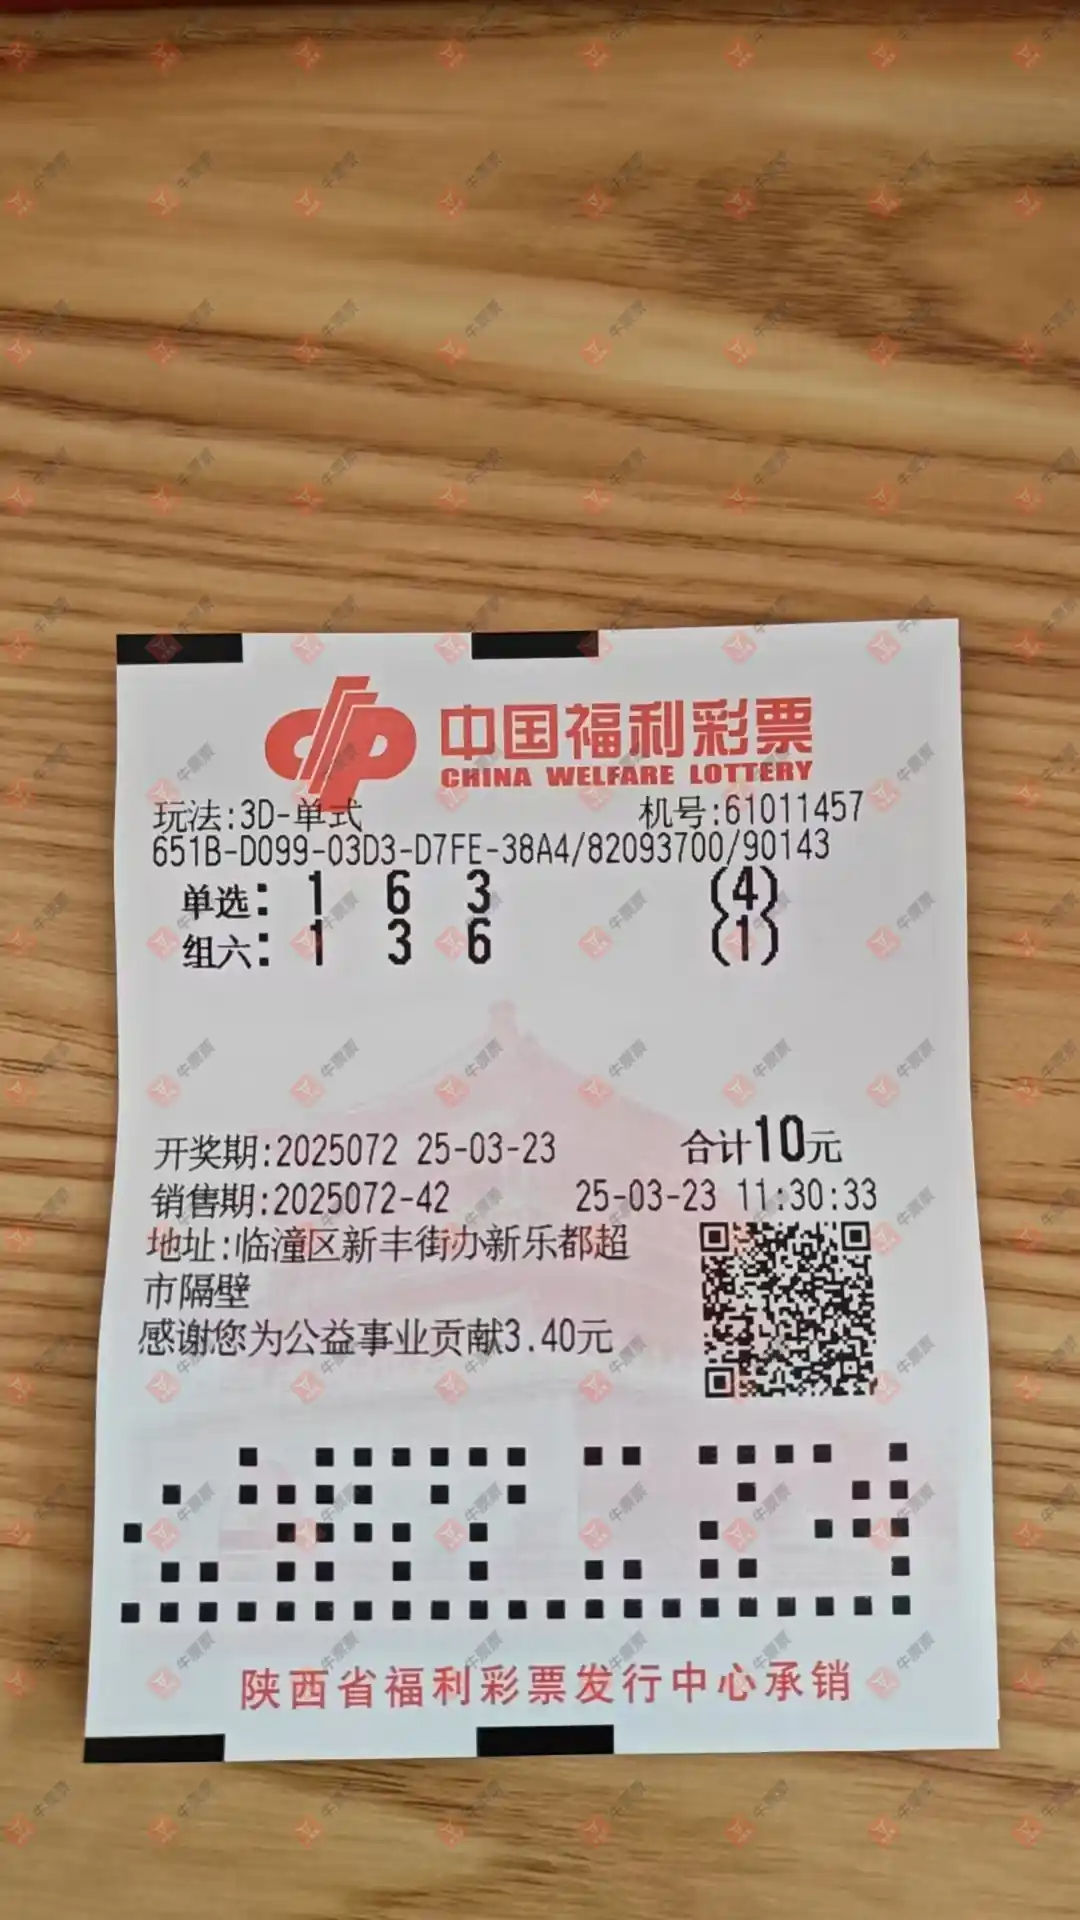 中国福利彩票
CHINA WELFARE LOTTERY
玩法:3D-单式 机号:61011457
651B-D099-03D3-D7FE-38A4/82093700/90143
单选: 1 6 3 (4)
组六: 1 3 6 (1)
开奖期:2025072 25-03-23 合计10元
销售期:2025072-42 25-03-23 11:30:33
地址:临潼区新丰街办新乐都超
市隔壁
感谢您为公益事业贡献3.40元
陕西省福利彩票发行中心承销
牛票票